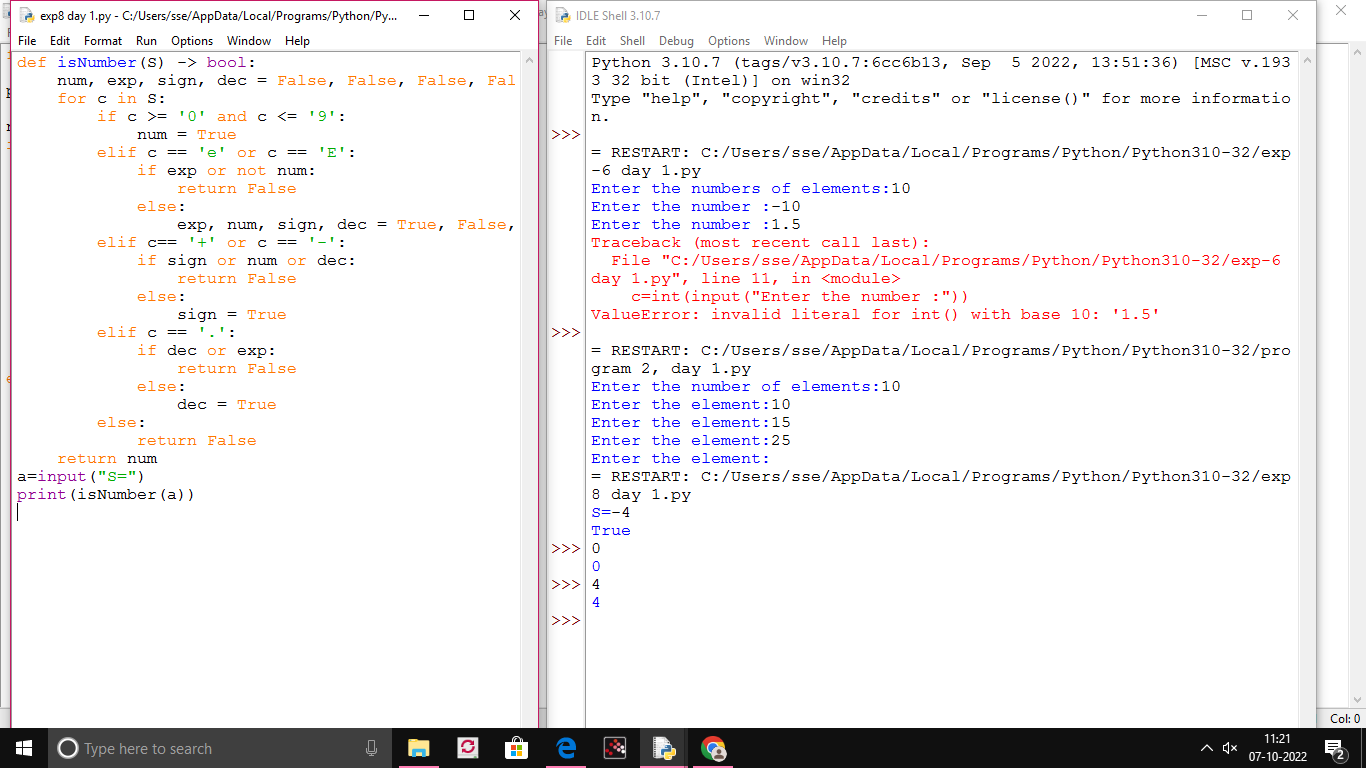 exp8 day 1.py - C:/Users/sse/AppData/Local/Programs/Python/Py...
File Edit Format Run Options Window Help
def isNumber(S) -> bool:
    num, exp, sign, dec = False, False, False, Fal
    for c in S:
        if c >= '0' and c <= '9':
            num = True
        elif c == 'e' or c == 'E':
            if exp or not num:
                return False
            else:
                exp, num, sign, dec = True, False,
        elif c== '+' or c == '-':
            if sign or num or dec:
                return False
            else:
                sign = True
        elif c == '.':
            if dec or exp:
                return False
            else:
                dec = True
        else:
            return False
    return num
a=input("S=")
print(isNumber(a))
IDLE Shell 3.10.7
File Edit Shell Debug Options Window Help
Python 3.10.7 (tags/v3.10.7:6cc6b13, Sep  5 2022, 13:51:36) [MSC v.193
3 32 bit (Intel)] on win32
Type "help", "copyright", "credits" or "license()" for more informatio
n.
>>>
= RESTART: C:/Users/sse/AppData/Local/Programs/Python/Python310-32/exp
-6 day 1.py
Enter the numbers of elements:10
Enter the number :-10
Enter the number :1.5
Traceback (most recent call last):
  File "C:/Users/sse/AppData/Local/Programs/Python/Python310-32/exp-6
day 1.py", line 11, in <module>
    c=int(input("Enter the number :"))
ValueError: invalid literal for int() with base 10: '1.5'
>>>
= RESTART: C:/Users/sse/AppData/Local/Programs/Python/Python310-32/pro
gram 2, day 1.py
Enter the number of elements:10
Enter the element:10
Enter the element:15
Enter the element:25
Enter the element:
= RESTART: C:/Users/sse/AppData/Local/Programs/Python/Python310-32/exp
8 day 1.py
S=-4
True
>>> 0
0
>>> 4
4
>>>
Col: 0
Type here to search
11:21
07-10-2022
2